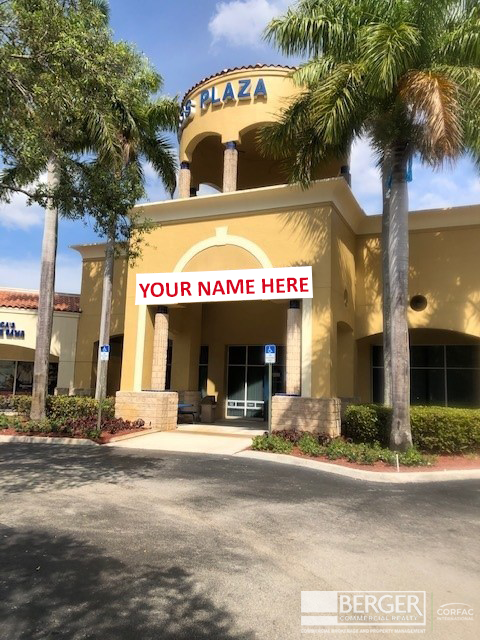 PLAZA
YOUR NAME HERE
BERGER
COMMERCIAL REALTY
CORFAC